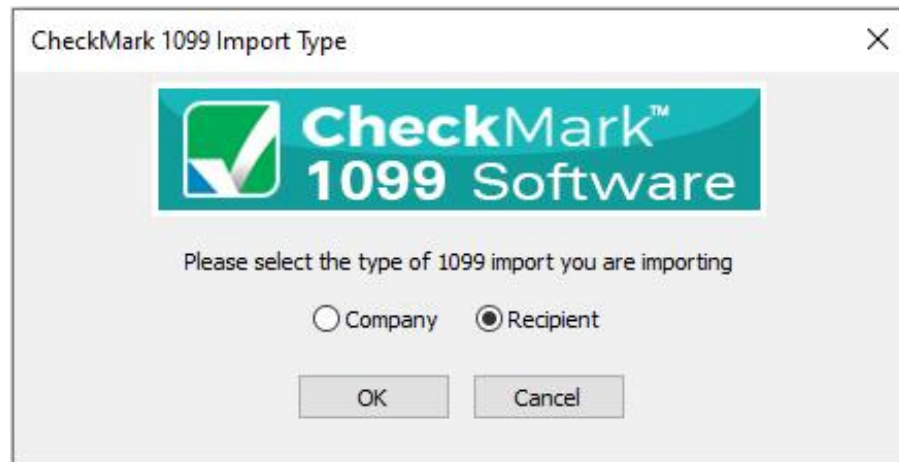 CheckMark 1099 Import Type
CheckMark™
1099 Software
Please select the type of 1099 import you are importing
Company Recipient
OK Cancel